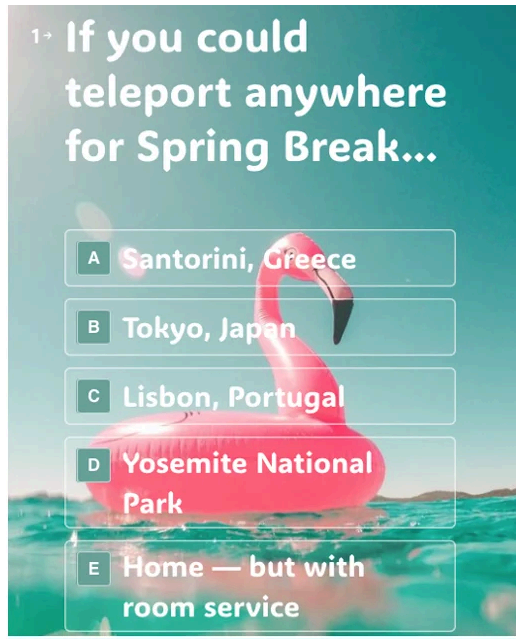 1→ If you could
teleport anywhere
for Spring Break...
A Santorini, Greece
B Tokyo, Japan
C Lisbon, Portugal
D Yosemite National
Park
E Home — but with
room service